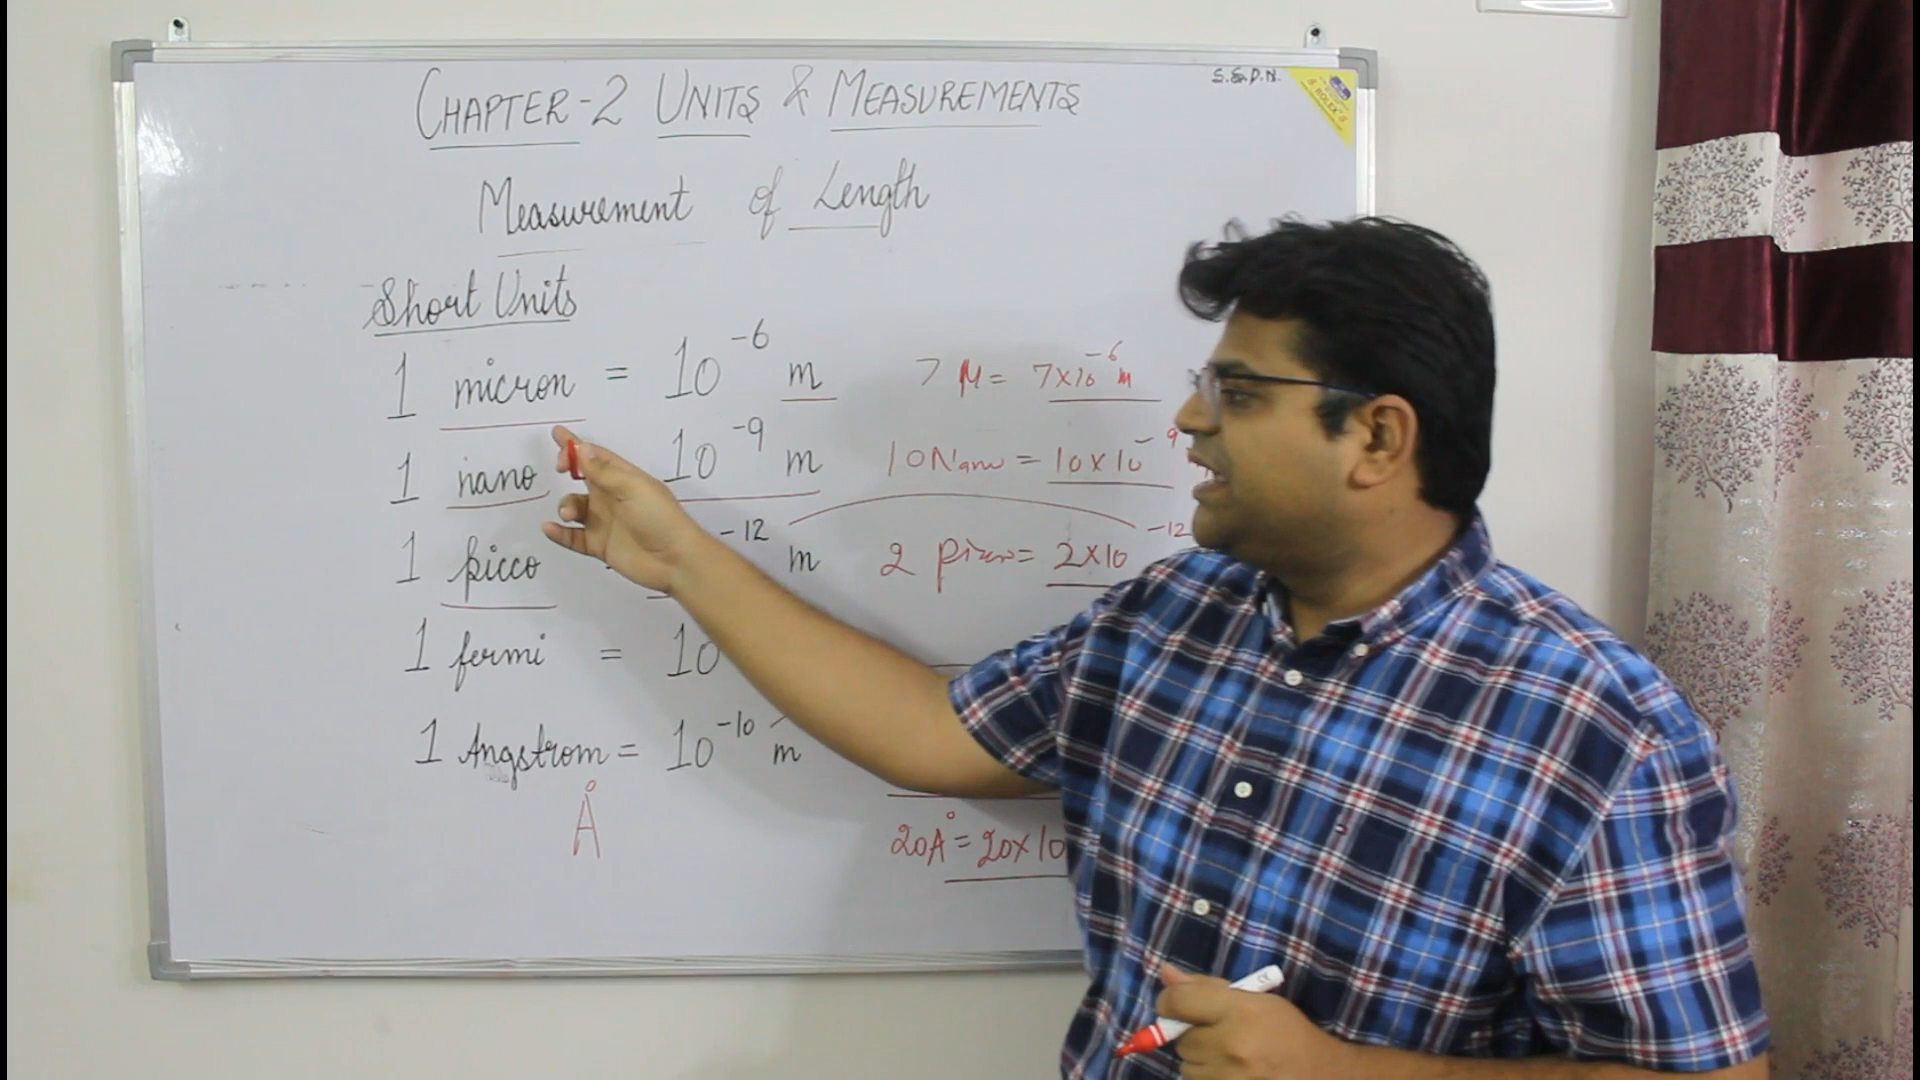 S.G.D.N.
CHAPTER-2 UNITS & MEASUREMENTS
Measurement of Length
Short Units
1 micron = 10⁻⁶ m 7 M = 7×10⁻⁶ m
1 nano 10⁻⁹ m 10 Nano = 10×10⁻⁹
1 picco ⁻¹² m 2 = 2×10⁻¹²
1 fermi = 10
1 Angstrom = 10⁻¹⁰ m
Å
20Å = 20×10